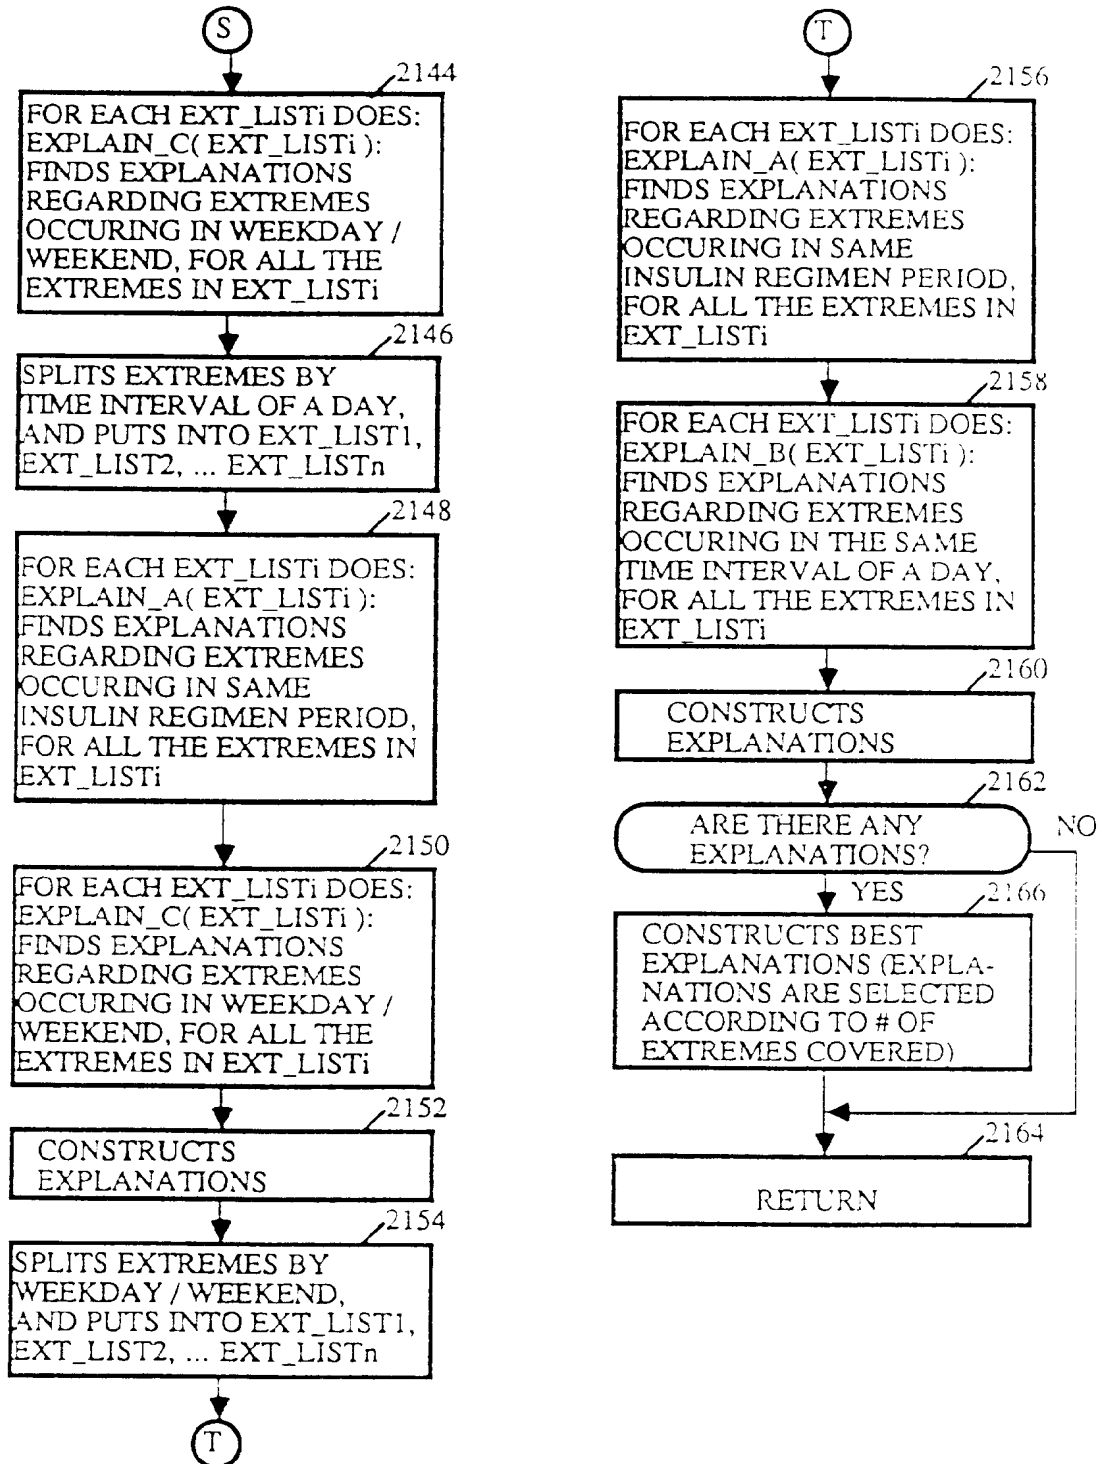 S
2144
FOR EACH EXT_LISTi DOES:
EXPLAIN_C( EXT_LISTi ):
FINDS EXPLANATIONS
REGARDING EXTREMES
OCCURING IN WEEKDAY /
WEEKEND, FOR ALL THE
EXTREMES IN EXT_LISTi
2146
SPLITS EXTREMES BY
TIME INTERVAL OF A DAY,
AND PUTS INTO EXT_LIST1,
EXT_LIST2, ... EXT_LISTn
2148
FOR EACH EXT_LISTi DOES:
EXPLAIN_A( EXT_LISTi ):
FINDS EXPLANATIONS
REGARDING EXTREMES
OCCURING IN SAME
INSULIN REGIMEN PERIOD,
FOR ALL THE EXTREMES IN
EXT_LISTi
2150
FOR EACH EXT_LISTi DOES:
EXPLAIN_C( EXT_LISTi ):
FINDS EXPLANATIONS
REGARDING EXTREMES
OCCURING IN WEEKDAY /
WEEKEND, FOR ALL THE
EXTREMES IN EXT_LISTi
2152
CONSTRUCTS
EXPLANATIONS
2154
SPLITS EXTREMES BY
WEEKDAY / WEEKEND,
AND PUTS INTO EXT_LIST1,
EXT_LIST2, ... EXT_LISTn
T
T
2156
FOR EACH EXT_LISTi DOES:
EXPLAIN_A( EXT_LISTi ):
FINDS EXPLANATIONS
REGARDING EXTREMES
OCCURING IN SAME
INSULIN REGIMEN PERIOD,
FOR ALL THE EXTREMES IN
EXT_LISTi
2158
FOR EACH EXT_LISTi DOES:
EXPLAIN_B( EXT_LISTi ):
FINDS EXPLANATIONS
REGARDING EXTREMES
OCCURING IN THE SAME
TIME INTERVAL OF A DAY,
FOR ALL THE EXTREMES IN
EXT_LISTi
2160
CONSTRUCTS
EXPLANATIONS
2162
ARE THERE ANY
EXPLANATIONS?
NO
YES
2166
CONSTRUCTS BEST
EXPLANATIONS (EXPLA-
NATIONS ARE SELECTED
ACCORDING TO # OF
EXTREMES COVERED)
2164
RETURN